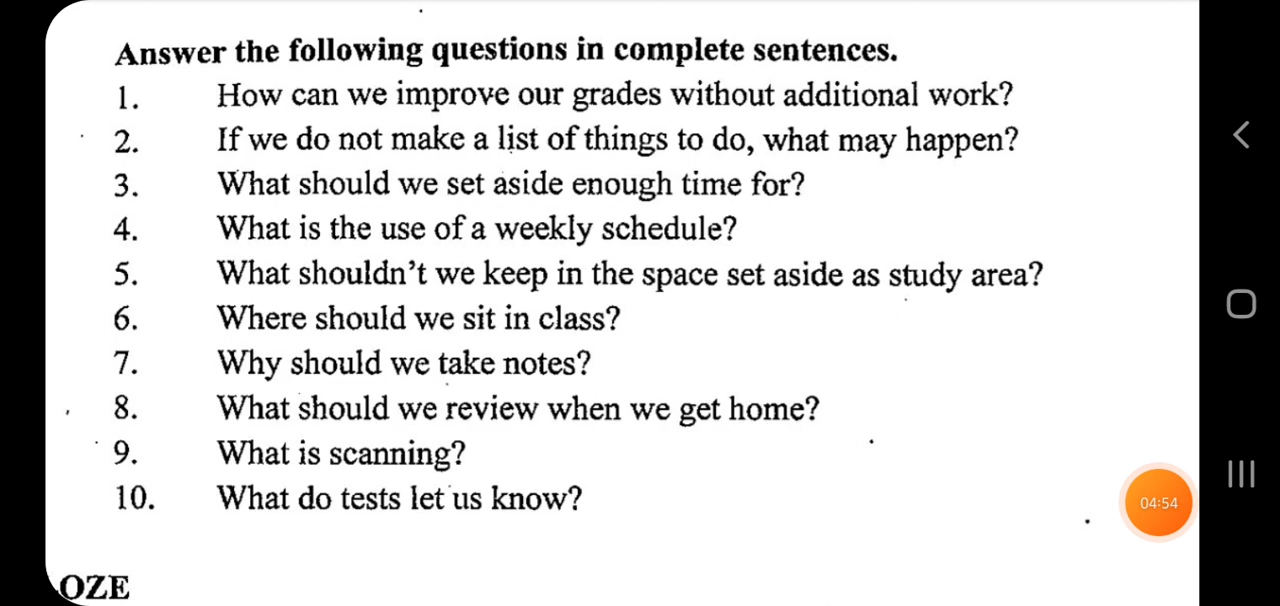 Answer the following questions in complete sentences.
1. How can we improve our grades without additional work?
2. If we do not make a list of things to do, what may happen?
3. What should we set aside enough time for?
4. What is the use of a weekly schedule?
5. What shouldn't we keep in the space set aside as study area?
6. Where should we sit in class?
7. Why should we take notes?
8. What should we review when we get home?
9. What is scanning?
10. What do tests let us know?
04:54
OZE